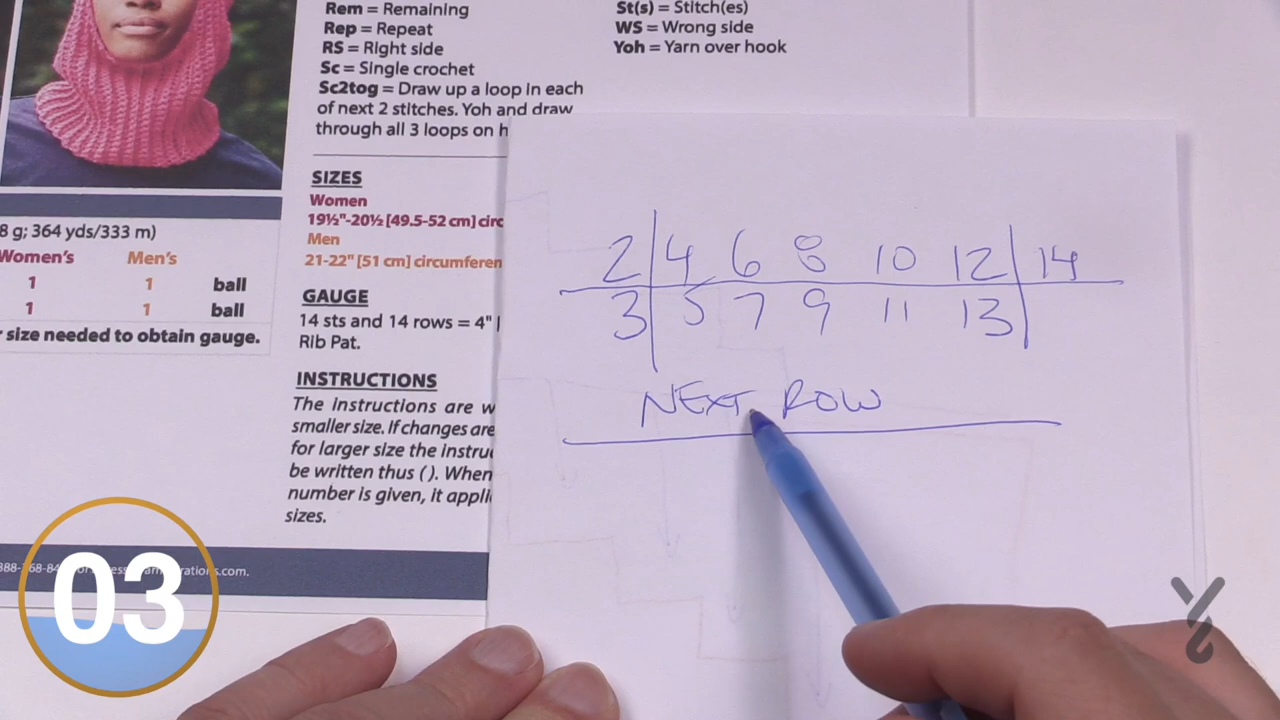 Rem = Remaining
Rep = Repeat
RS = Right side
Sc = Single crochet
Sc2tog = Draw up a loop in each
of next 2 stitches. Yoh and draw
through all 3 loops on
St(s) = Stitch(es)
WS = Wrong side
Yoh = Yarn over hook
SIZES
Women
19½"-20½ [49.5-52 cm] circ
Men
21-22" [51 cm] circumferen
GAUGE
14 sts and 14 rows = 4"
Rib Pat.
INSTRUCTIONS
The instructions are w
smaller size. If changes are
for larger size the instru
be written thus ( ). When
number is given, it appli
sizes.
8 g; 364 yds/333 m)
Women's Men's
1 1 ball
1 1 ball
size needed to obtain gauge.
2 4 6 8 10 12 14
3 5 7 9 11 13
NEXT ROW
03